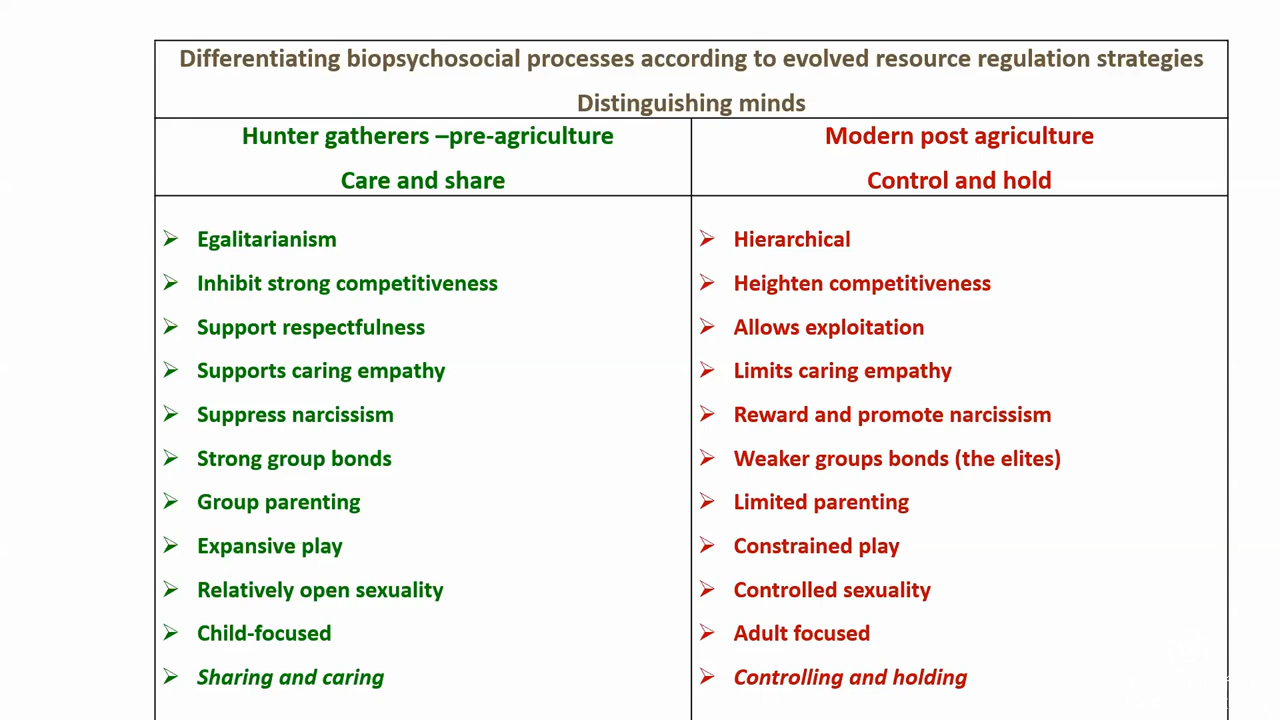 Differentiating biopsychosocial processes according to evolved resource regulation strategies
Distinguishing minds
Hunter gatherers –pre-agriculture
Care and share
Modern post agriculture
Control and hold
Egalitarianism
Inhibit strong competitiveness
Support respectfulness
Supports caring empathy
Suppress narcissism
Strong group bonds
Group parenting
Expansive play
Relatively open sexuality
Child-focused
Sharing and caring
Hierarchical
Heighten competitiveness
Allows exploitation
Limits caring empathy
Reward and promote narcissism
Weaker groups bonds (the elites)
Limited parenting
Constrained play
Controlled sexuality
Adult focused
Controlling and holding